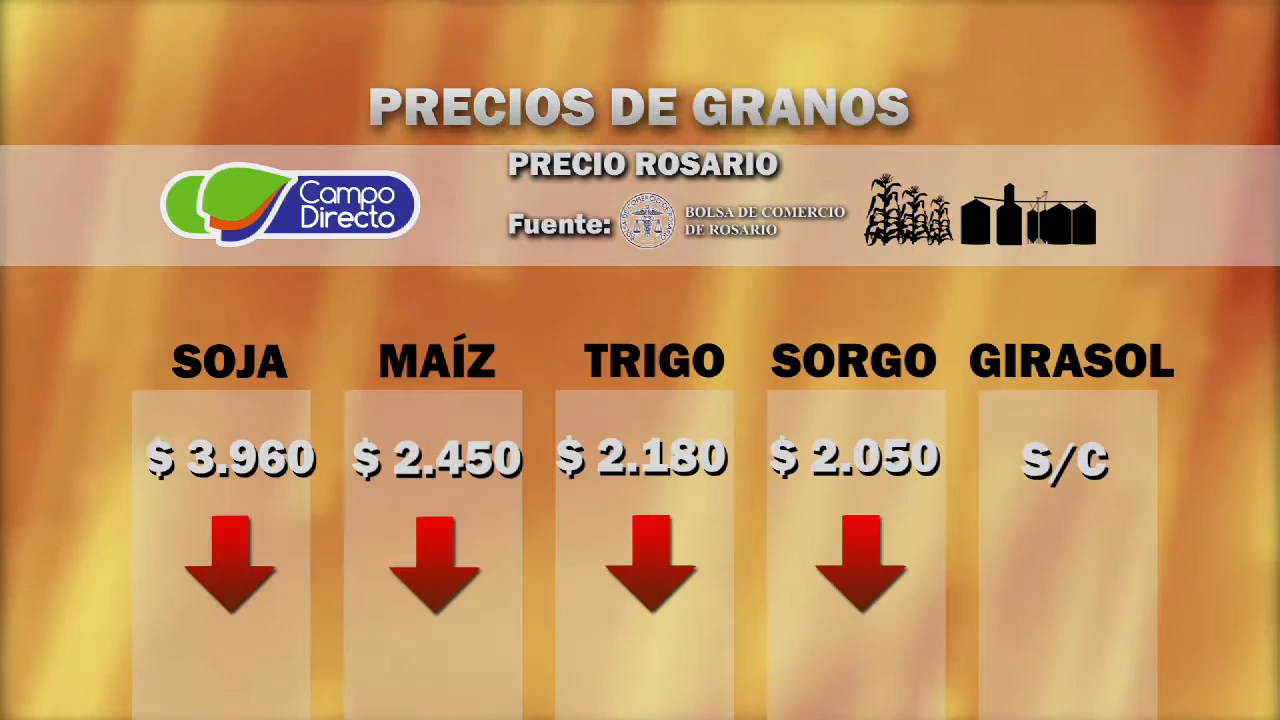 PRECIOS DE GRANOS
PRECIO ROSARIO
Campo
Directo
Fuente:
BOLSA DE COMERCIO
DE ROSARIO
SOJA
MAÍZ
TRIGO
SORGO
GIRASOL
$ 3.960
$ 2.450
$ 2.180
$ 2.050
S/C